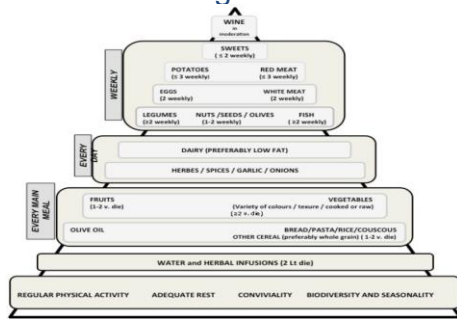 WINE
in
moderation
SWEETS
(≤ 2 weekly)
POTATOES RED MEAT
(≤ 3 weekly) (≤ 3 weekly)
EGGS WHITE MEAT
(2 weekly) (2 weekly)
LEGUMES NUTS /SEEDS / OLIVES FISH
(≥2 weekly) (1-2 weekly) (≥2 weekly)
WEEKLY
DAIRY (PREFERABLY LOW FAT)
HERBES / SPICES / GARLIC / ONIONS
EVERY
DAY
FRUITS VEGETABLES
(1-2 v. die) (Variety of colours / texure / cooked or raw)
(≥2 v. die.)
OLIVE OIL BREAD/PASTA/RICE/COUSCOUS
OTHER CEREAL (preferably whole grain) ( 1-2 v. die)
EVERY MAIN
MEAL
WATER and HERBAL INFUSIONS (2 Lt die)
REGULAR PHYSICAL ACTIVITY ADEQUATE REST CONVIVIALITY BIODIVERSITY AND SEASONALITY